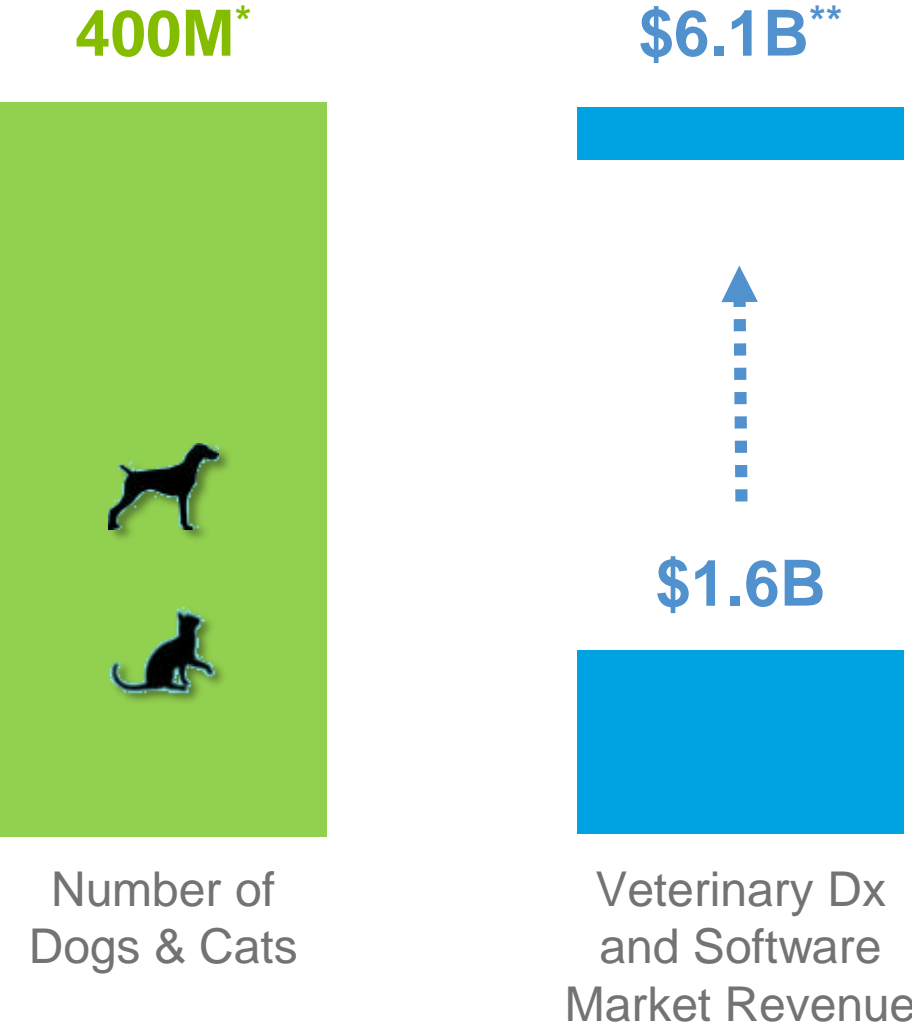 400M*
$6.1B**
$1.6B
Number of
Dogs & Cats
Veterinary Dx
and Software
Market Revenue